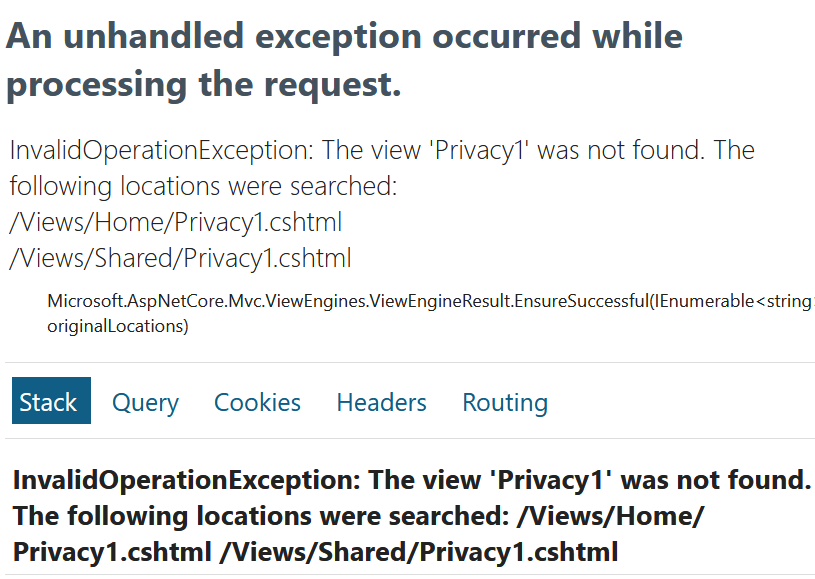 An unhandled exception occurred while
processing the request.
InvalidOperationException: The view 'Privacy1' was not found. The
following locations were searched:
/Views/Home/Privacy1.cshtml
/Views/Shared/Privacy1.cshtml
Microsoft.AspNetCore.Mvc.ViewEngines.ViewEngineResult.EnsureSuccessful(IEnumerable<string>
originalLocations)
Stack Query Cookies Headers Routing
InvalidOperationException: The view 'Privacy1' was not found.
The following locations were searched: /Views/Home/
Privacy1.cshtml /Views/Shared/Privacy1.cshtml